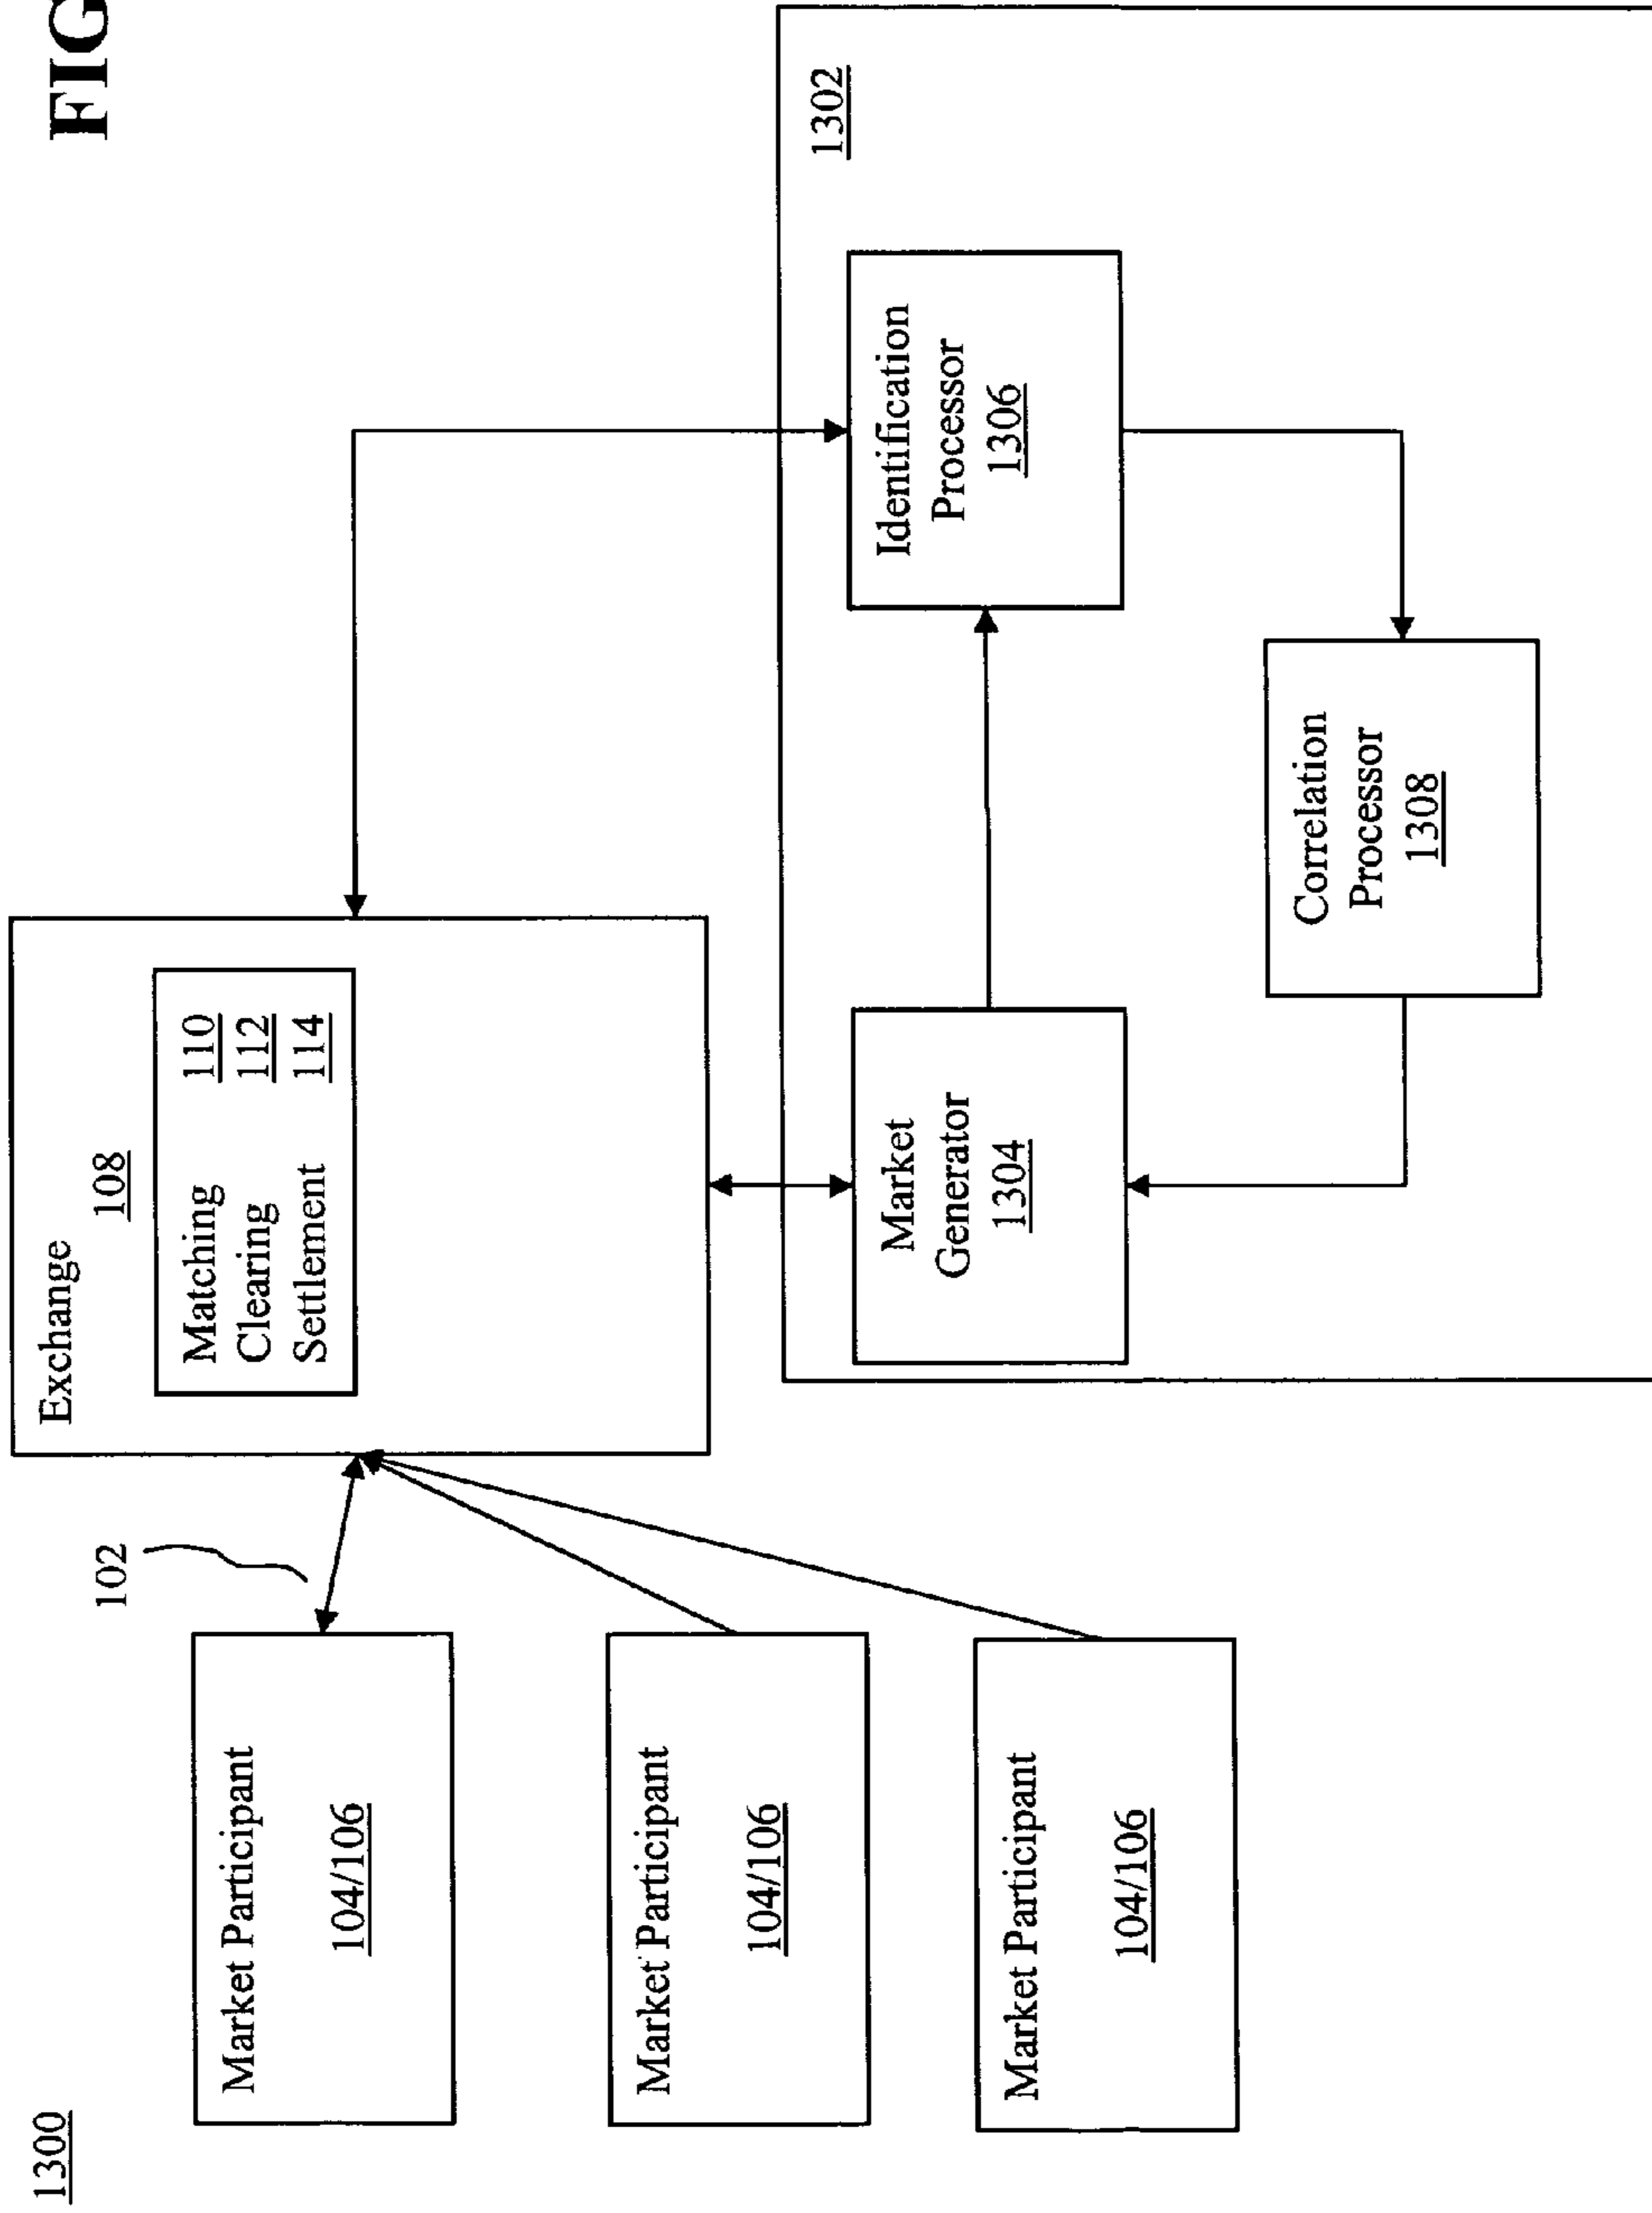 FIG
1300
102
Exchange
108
Matching 110
Clearing 112
Settlement 114
Market Participant
104/106
Market Participant
104/106
Market Participant
104/106
1302
Market
Generator
1304
Identification
Processor
1306
Correlation
Processor
1308